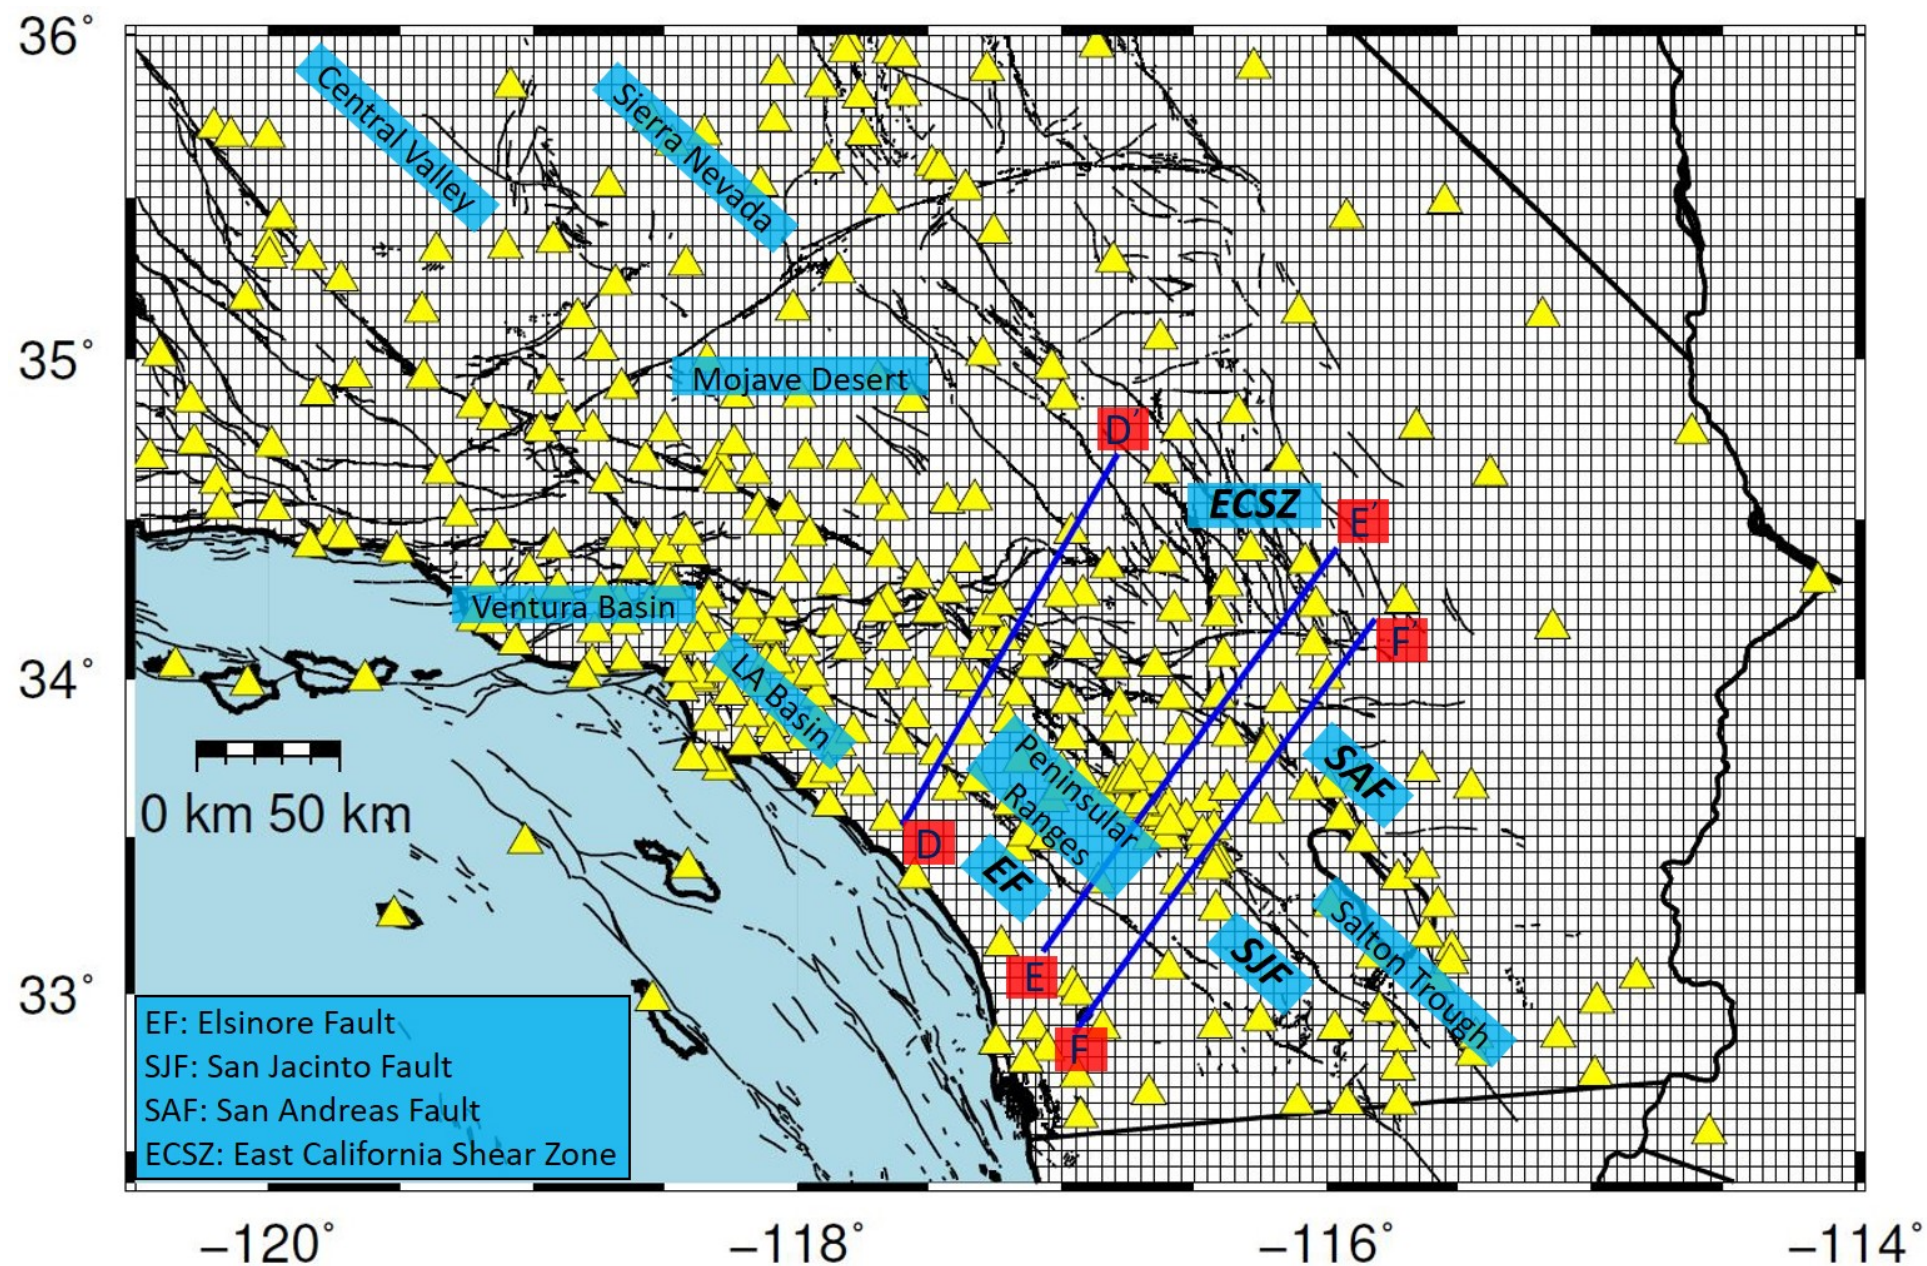 36°
35°
34°
33°
Central Valley
Sierra Nevada
Mojave Desert
D′
ECSZ
E′
Ventura Basin
F′
LA Basin
Peninsular
Ranges
SAF
0 km 50 km
D
EF
Salton Trough
SJF
E
F
EF: Elsinore Fault
SJF: San Jacinto Fault
SAF: San Andreas Fault
ECSZ: East California Shear Zone
−120°
−118°
−116°
−114°